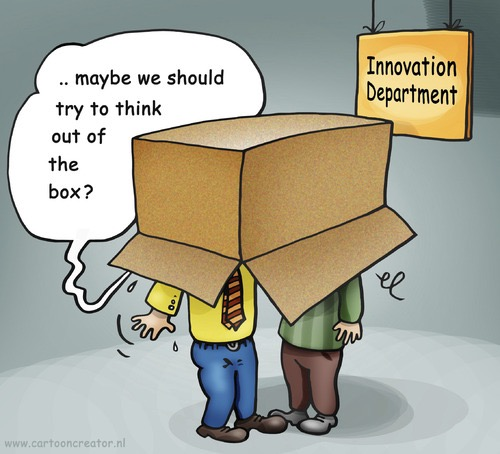 .. maybe we should
try to think
out of
the
box?
Innovation
Department
www.cartooncreator.nl